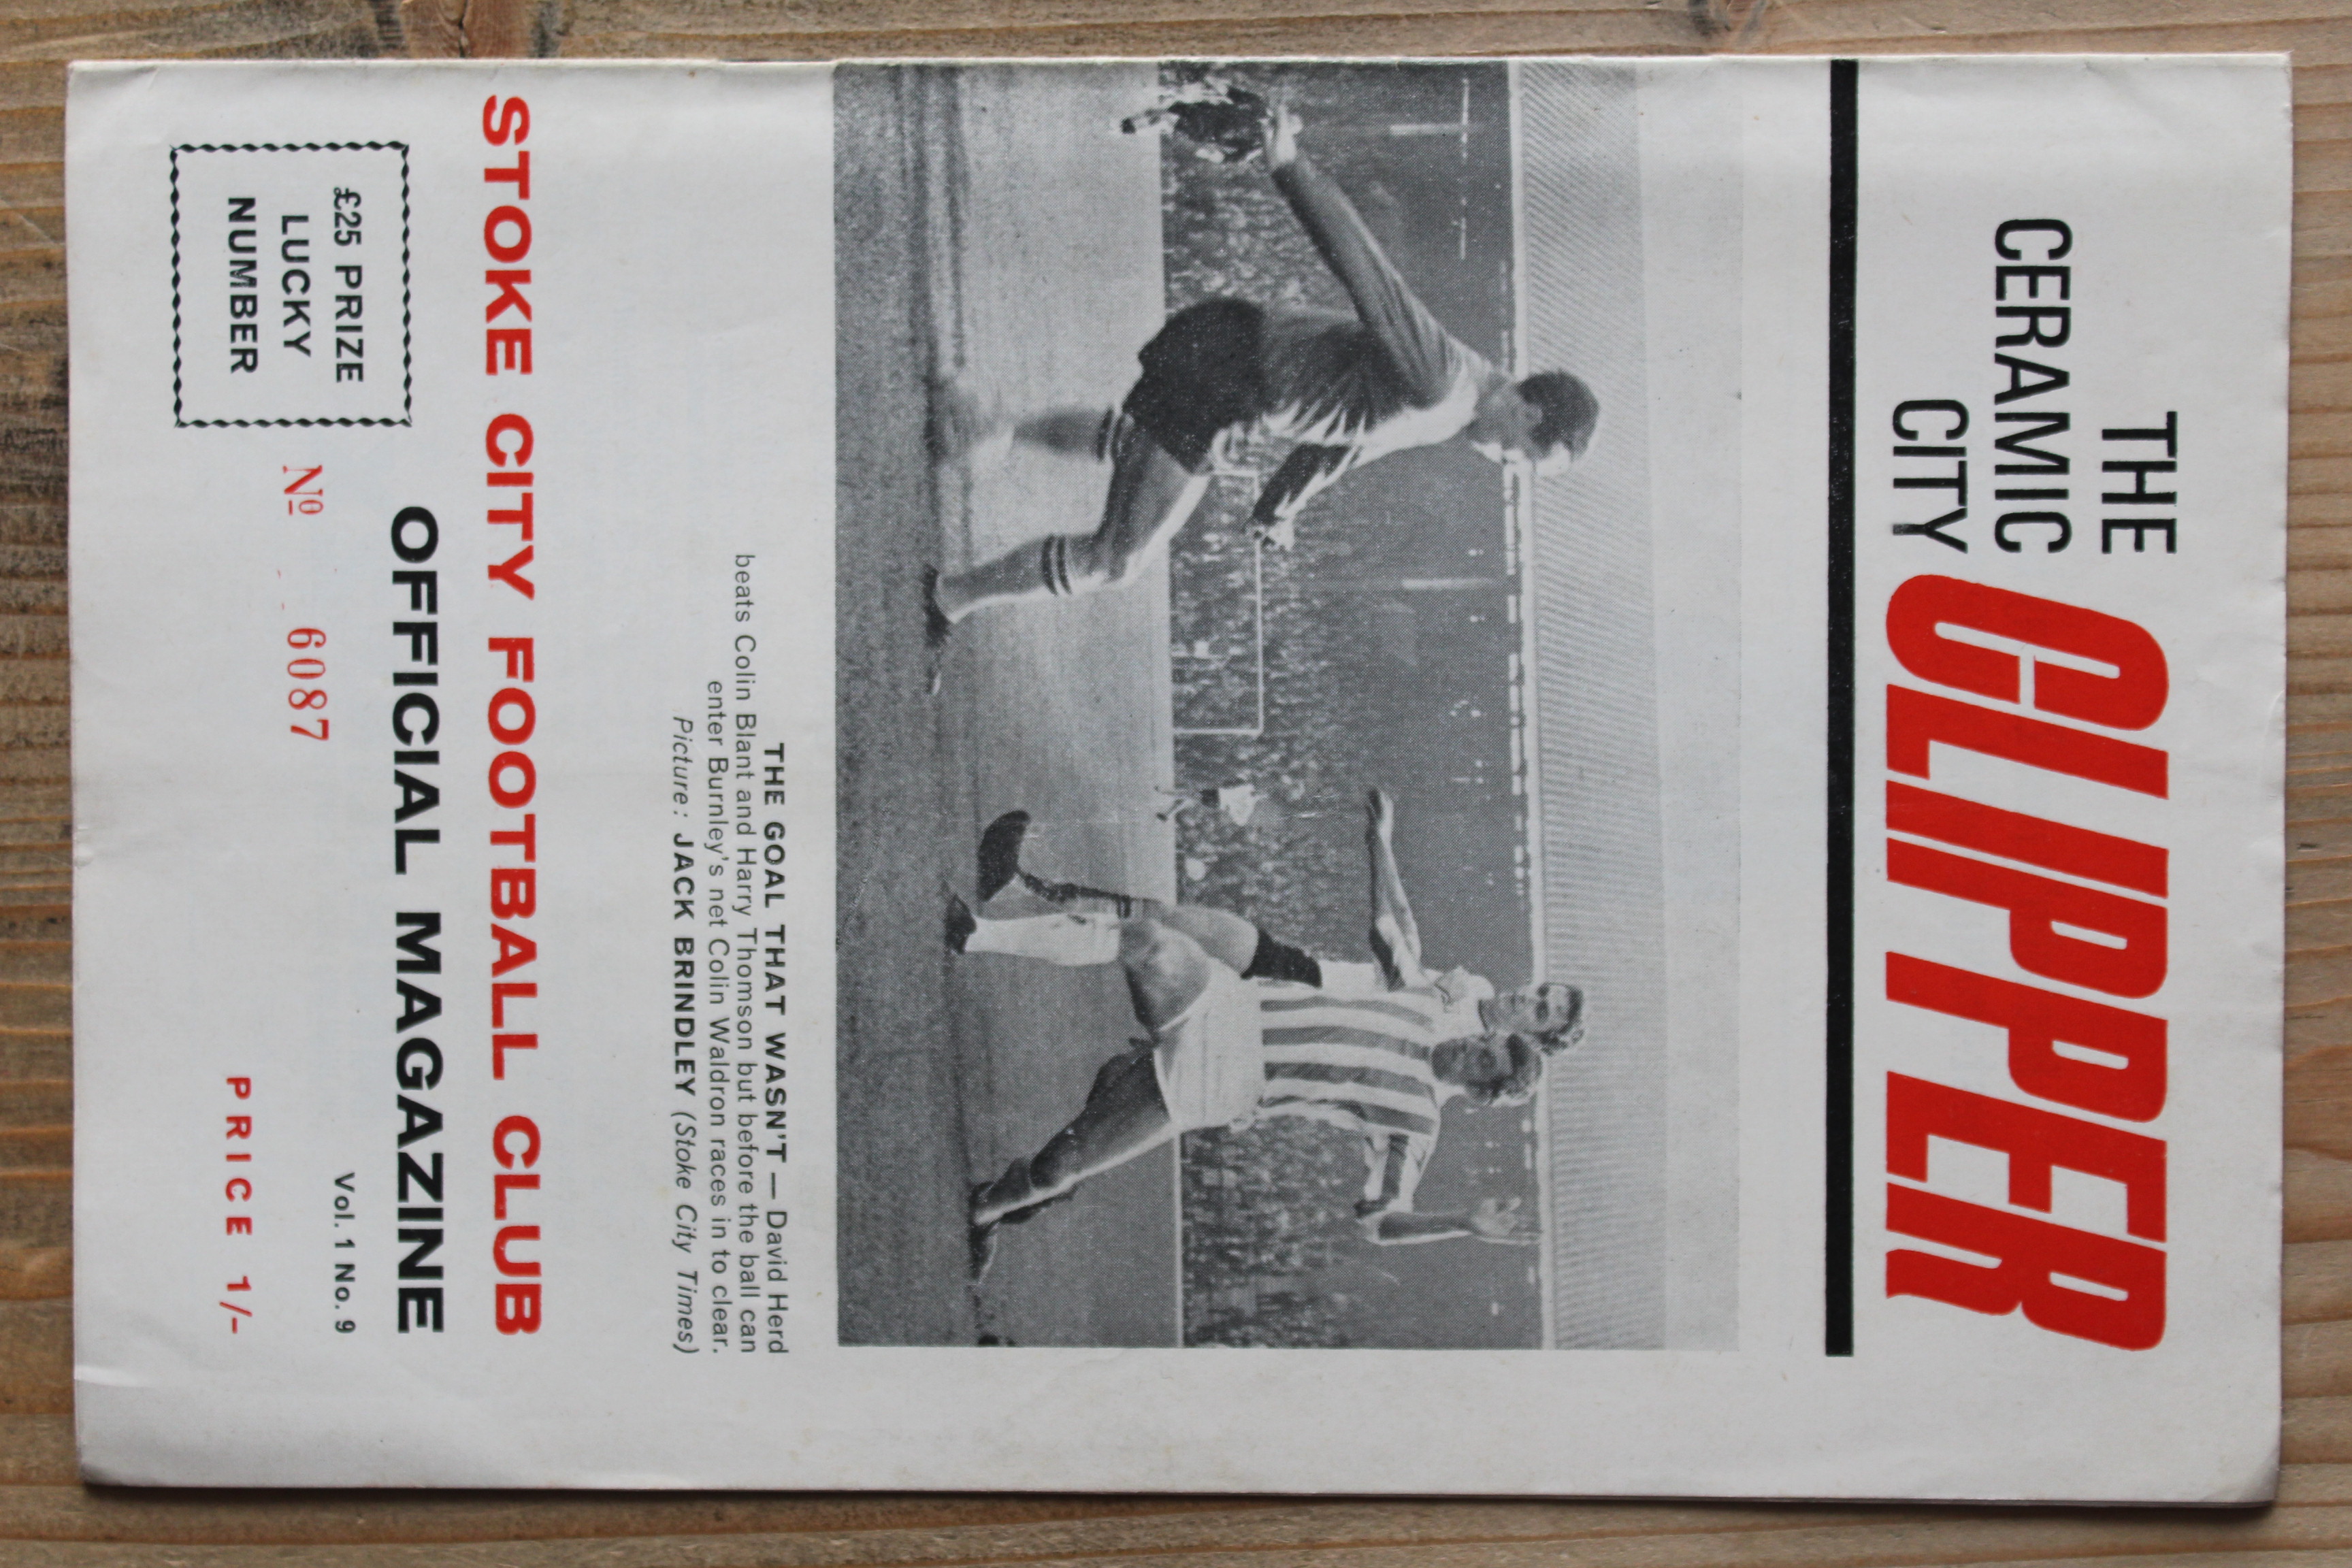 THE
CERAMIC
CITY
CLIPPER
THE GOAL THAT WASN'T — David Herd
beats Colin Blant and Harry Thomson but before the ball can
enter Burnley's net Colin Waldron races in to clear.
Picture: JACK BRINDLEY (Stoke City Times)
STOKE CITY FOOTBALL CLUB
OFFICIAL MAGAZINE
£25 PRIZE
LUCKY
NUMBER
Nº 6087
Vol. 1 No. 9
PRICE 1/-